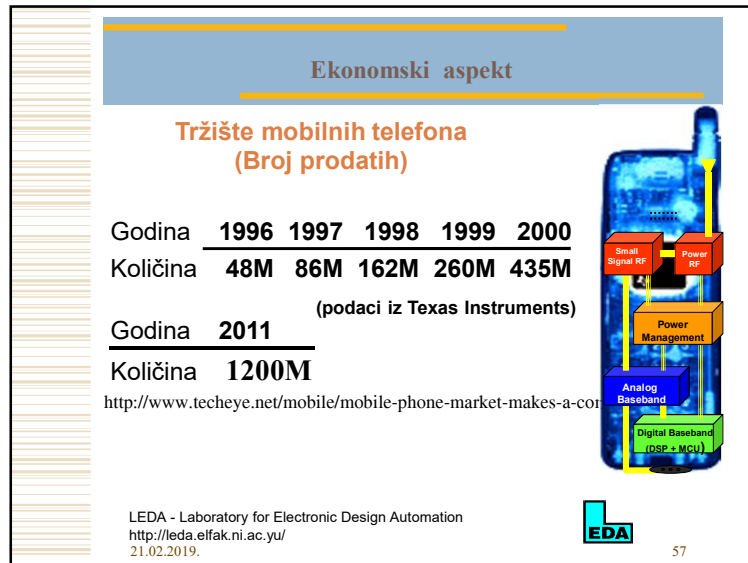 Ekonomski aspekt
Tržište mobilnih telefona
(Broj prodatih)
Godina 1996 1997 1998 1999 2000
Količina 48M 86M 162M 260M 435M
(podaci iz Texas Instruments)
Godina 2011
Količina 1200M
http://www.techeye.net/mobile/mobile-phone-market-makes-a-co
Small
Signal RF
Power
RF
Power
Management
Analog
Baseband
Digital Baseband
(DSP + MCU)
LEDA - Laboratory for Electronic Design Automation
http://leda.elfak.ni.ac.yu/
21.02.2019.
LEDA
57